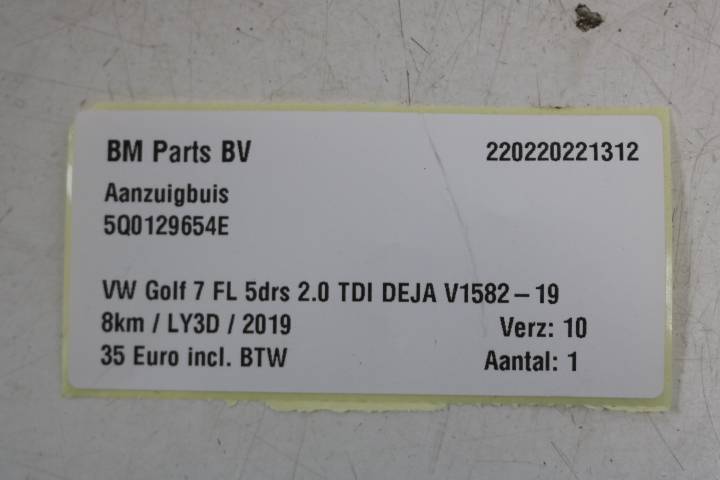 BM Parts BV 220220221312
Aanzuigbuis
5Q0129654E
VW Golf 7 FL 5drs 2.0 TDI DEJA V1582-19
8km / LY3D / 2019 Verz: 10
35 Euro incl. BTW Aantal: 1